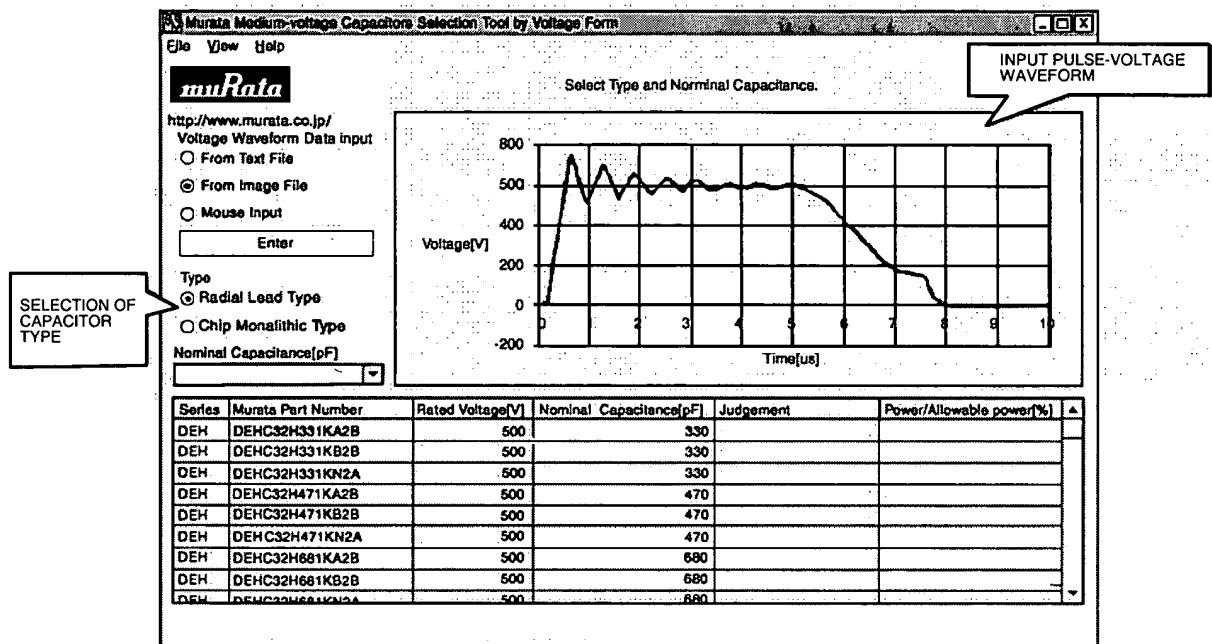 Murata Medium-voltage Capacitors Selection Tool by Voltage Form
File View Help
INPUT PULSE-VOLTAGE
WAVEFORM
muRata
Select Type and Norminal Capacitance.
http://www.murata.co.jp/
Voltage Waveform Data input
From Text File
From Image File
Mouse Input
Enter
800
500
400
200
0
-200
Voltage[V]
0 1 2 3 4 5 6 7 8 9 10
Time[us]
SELECTION OF
CAPACITOR
TYPE
Type
Radial Lead Type
Chip Monalithic Type
Nominal Capacitance[pF]
Series Murata Part Number Rated Voltage[V] Nominal Capacitance[pF] Judgement Power/Allowable power[%]
DEH DEHC32H331KA2B 500 330
DEH DEHC32H331KB2B 500 330
DEH DEHC32H331KN2A 500 330
DEH DEHC32H471KA2B 500 470
DEH DEHC32H471KB2B 500 470
DEH DEHC32H471KN2A 500 470
DEH DEHC32H681KA2B 500 680
DEH DEHC32H681KB2B 500 680
DEH DEHC32H681KN2A 500 680